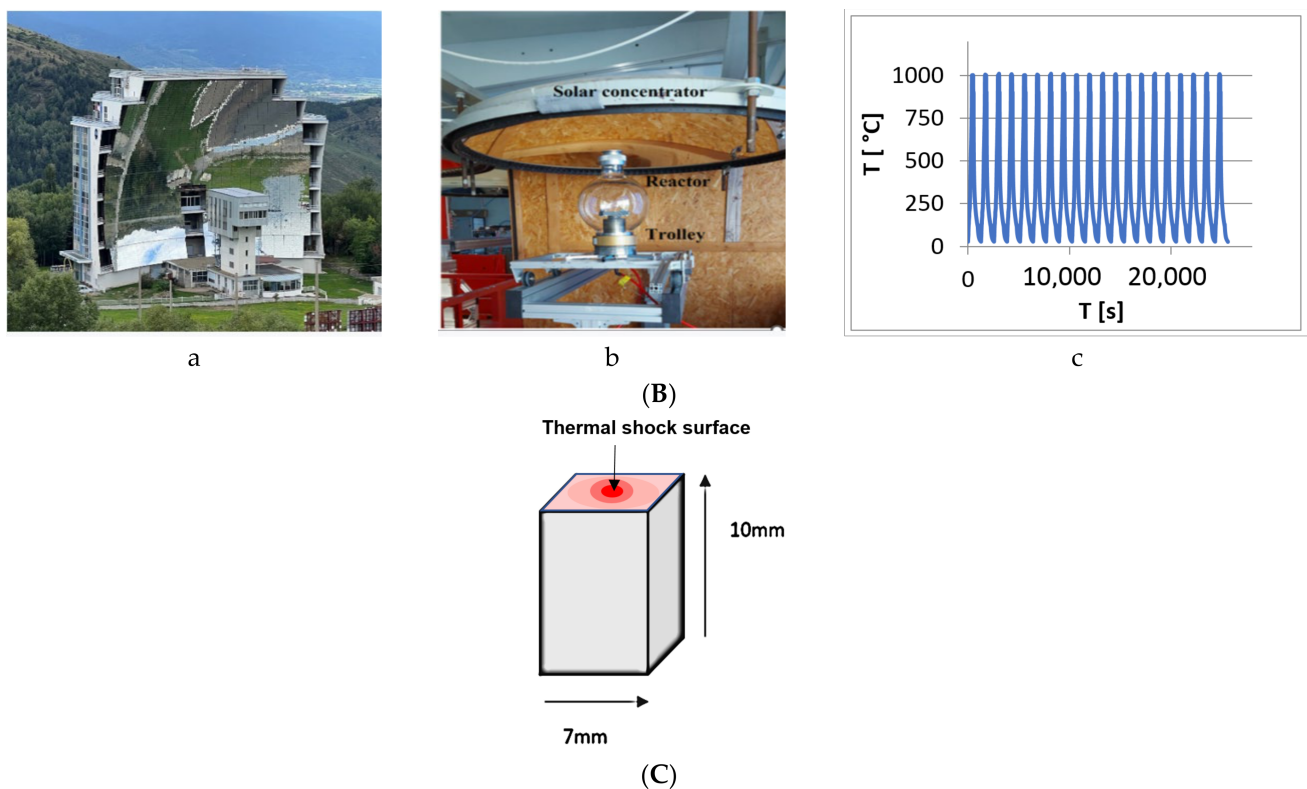 Solar concentrator
Reactor
Trolley
1000
750
500
250
0
T [ °C]
0 10,000 20,000
T [s]
a b c
(B)
Thermal shock surface
10mm
7mm
(C)